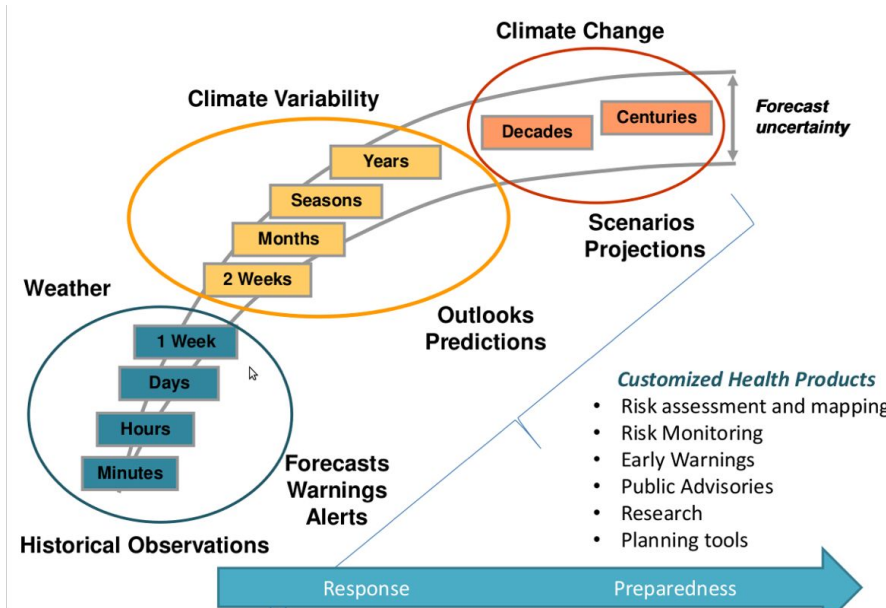 Climate Change
Climate Variability
Forecast
uncertainty
Centuries
Decades
Years
Seasons
Months
2 Weeks
Scenarios
Projections
Weather
Outlooks
Predictions
1 Week
Days
Hours
Minutes
Forecasts
Warnings
Alerts
Historical Observations
Customized Health Products
• Risk assessment and mapping
• Risk Monitoring
• Early Warnings
• Public Advisories
• Research
• Planning tools
Response
Preparedness